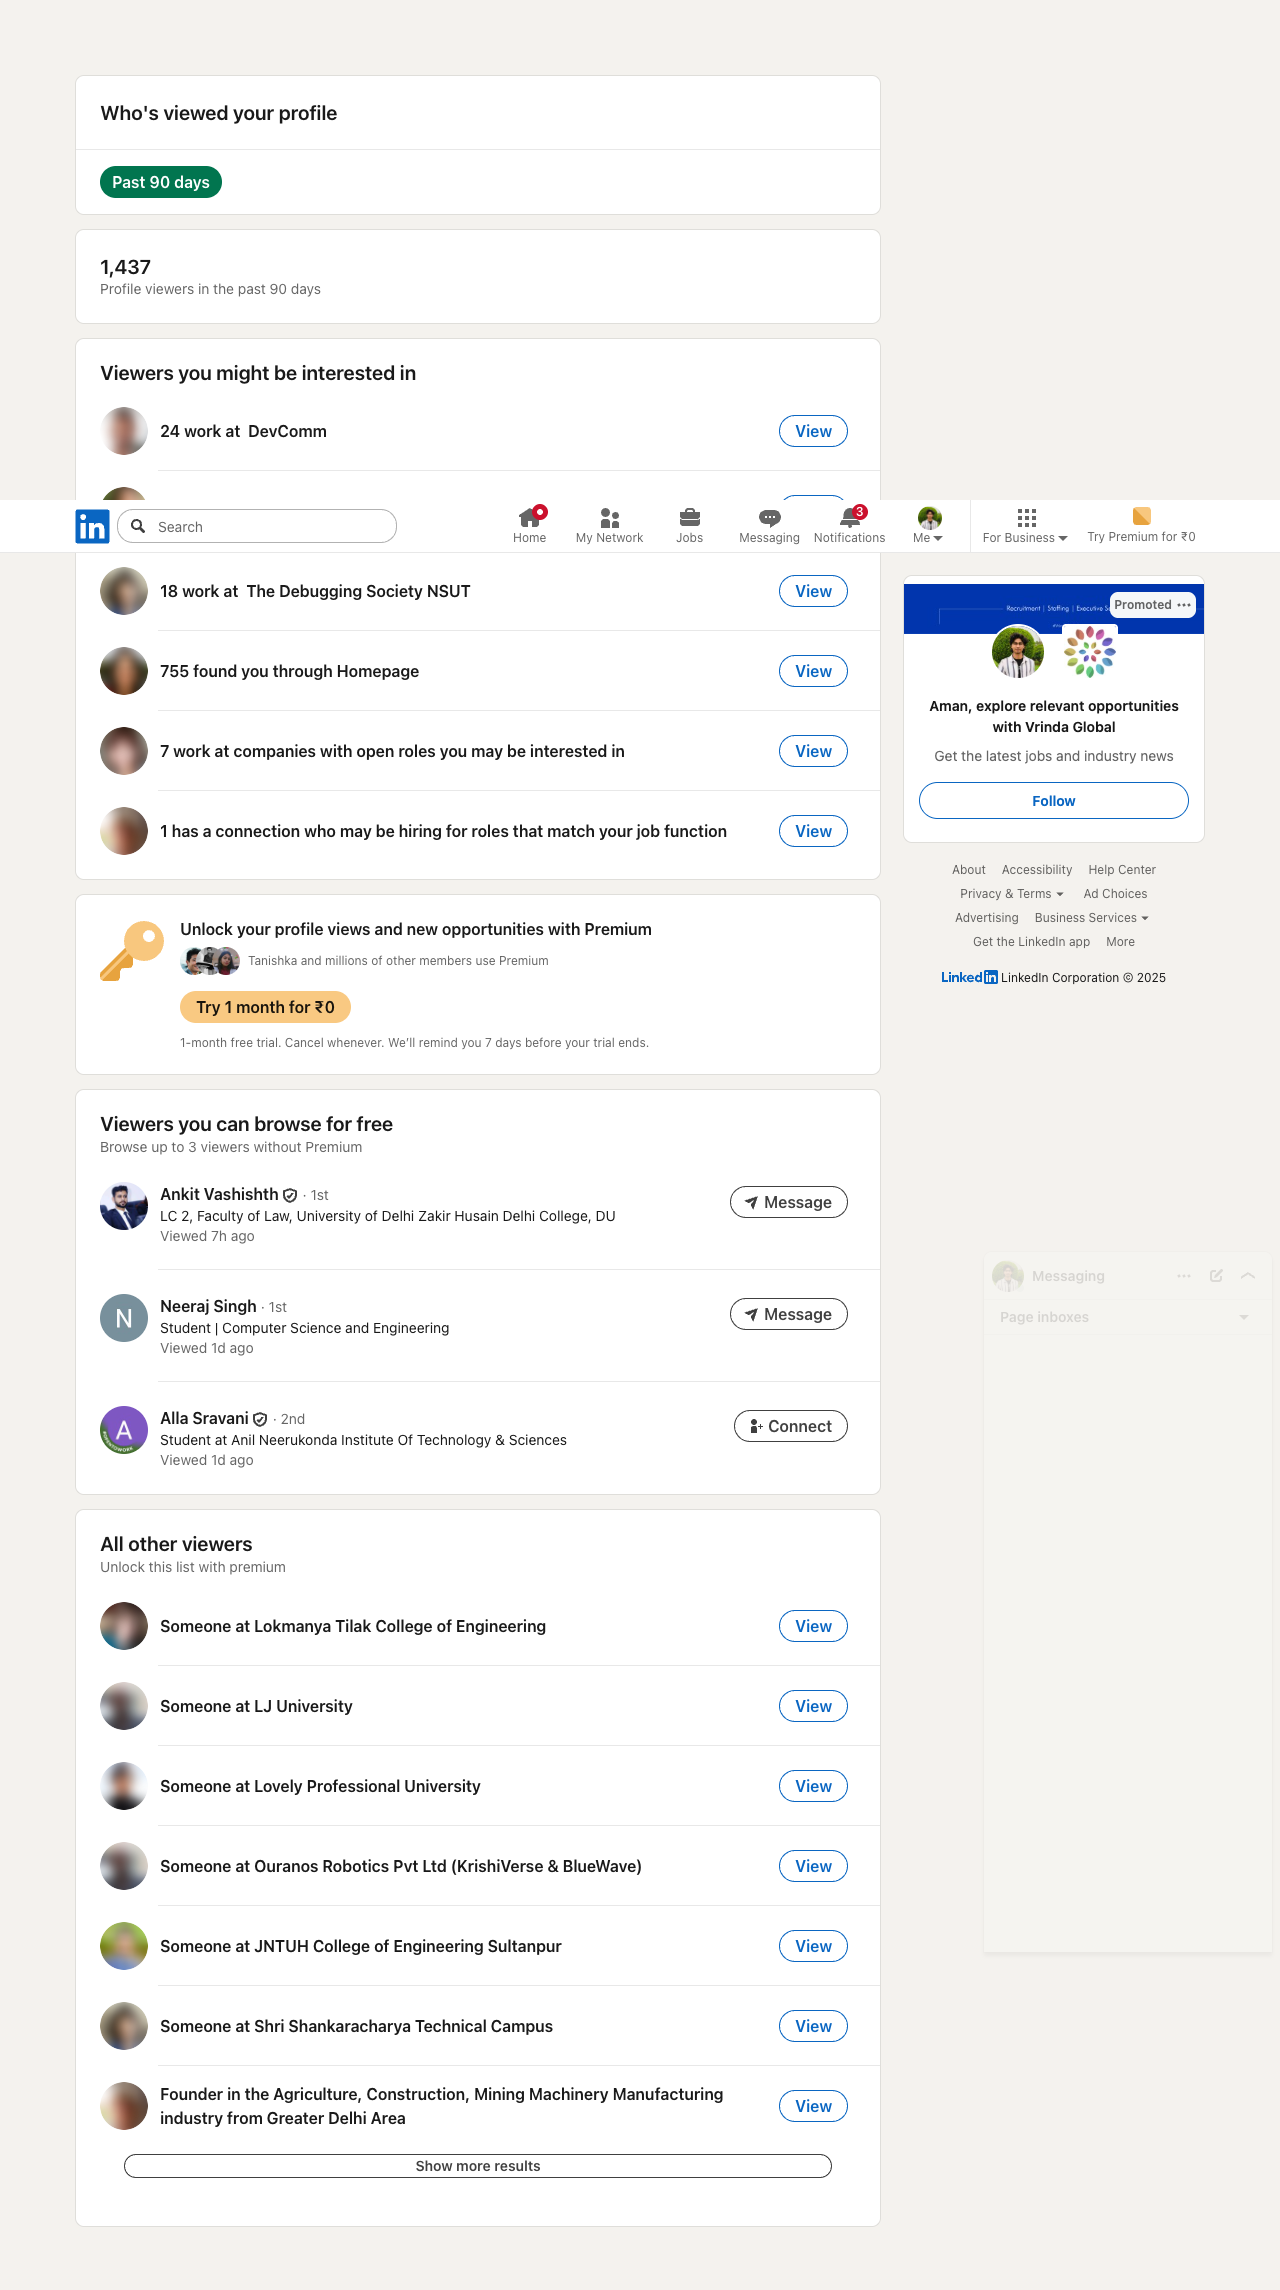 Who's viewed your profile
Past 90 days
1,437
Profile viewers in the past 90 days
Viewers you might be interested in
24 work at  DevComm
View
in
Search
Home
My Network
Jobs
Messaging
3
Notifications
Me
For Business
Try Premium for ₹0
18 work at  The Debugging Society NSUT
View
755 found you through Homepage
View
7 work at companies with open roles you may be interested in
View
1 has a connection who may be hiring for roles that match your job function
View
Recruitment | Staffing | Executive
Promoted
Aman, explore relevant opportunities
with Vrinda Global
Get the latest jobs and industry news
Follow
About Accessibility Help Center
Privacy & Terms Ad Choices
Advertising Business Services
Get the LinkedIn app More
LinkedIn LinkedIn Corporation © 2025
Unlock your profile views and new opportunities with Premium
Tanishka and millions of other members use Premium
Try 1 month for ₹0
1-month free trial. Cancel whenever. We'll remind you 7 days before your trial ends.
Viewers you can browse for free
Browse up to 3 viewers without Premium
Ankit Vashishth · 1st
LC 2, Faculty of Law, University of Delhi Zakir Husain Delhi College, DU
Viewed 7h ago
Message
N
Neeraj Singh · 1st
Student | Computer Science and Engineering
Viewed 1d ago
Message
A
Alla Sravani · 2nd
Student at Anil Neerukonda Institute Of Technology & Sciences
Viewed 1d ago
Connect
Messaging
Page inboxes
All other viewers
Unlock this list with premium
Someone at Lokmanya Tilak College of Engineering
View
Someone at LJ University
View
Someone at Lovely Professional University
View
Someone at Ouranos Robotics Pvt Ltd (KrishiVerse & BlueWave)
View
Someone at JNTUH College of Engineering Sultanpur
View
Someone at Shri Shankaracharya Technical Campus
View
Founder in the Agriculture, Construction, Mining Machinery Manufacturing
industry from Greater Delhi Area
View
Show more results